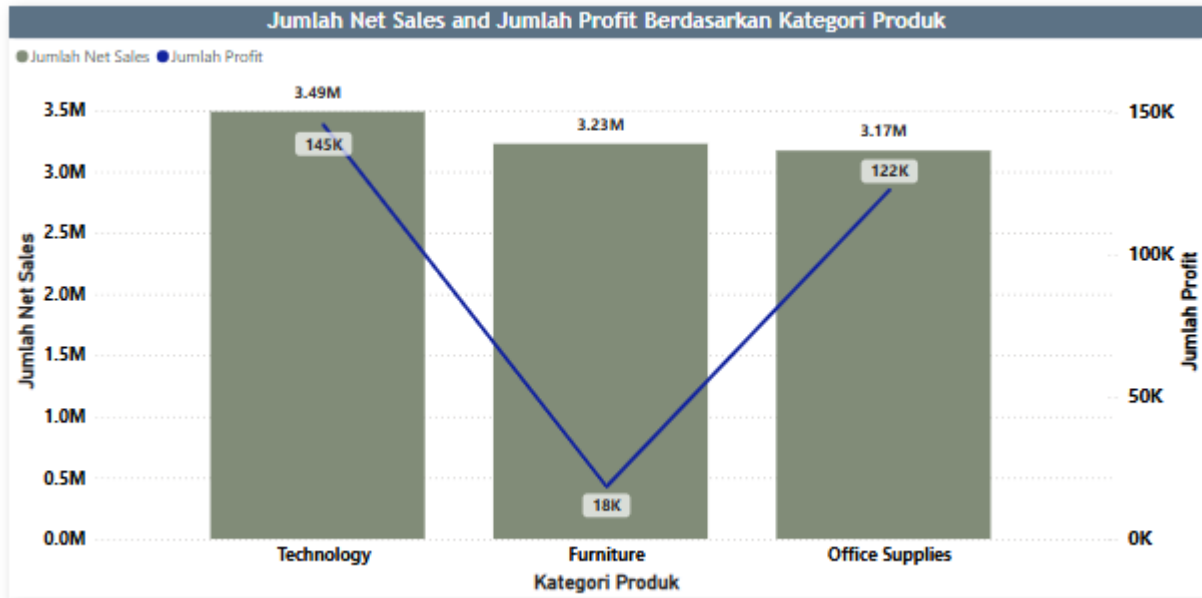 Jumlah Net Sales and Jumlah Profit Berdasarkan Kategori Produk
Jumlah Net Sales Jumlah Profit
3.49M
3.5M 3.23M 150K
3.17M
145K
3.0M 122K
2.5M
100K
2.0M
Jumlah Net Sales
Jumlah Profit
1.5M
50K
1.0M
0.5M
18K
0.0M 0K
Technology Furniture Office Supplies
Kategori Produk